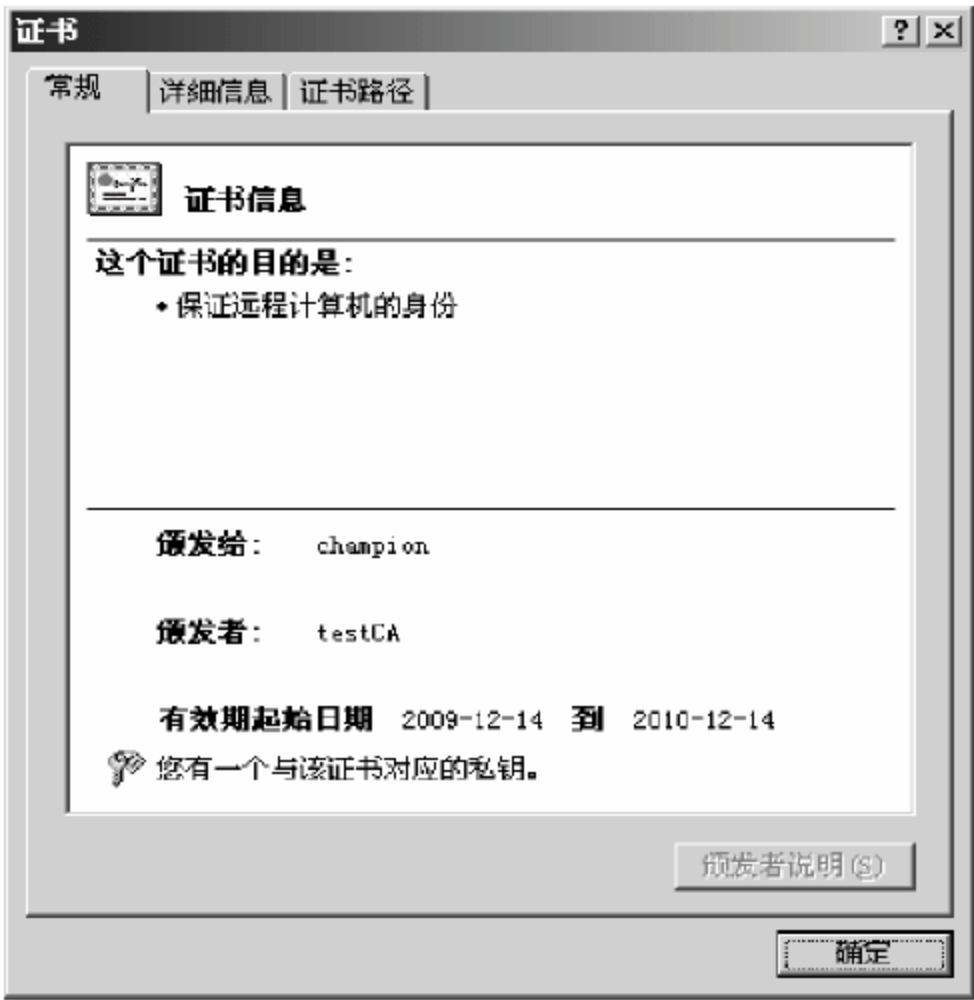 证书
常规 详细信息 证书路径
证书信息
这个证书的目的是:
•保证远程计算机的身份
颁发给: champion
颁发者: testCA
有效期起始日期 2009-12-14 到 2010-12-14
您有一个与该证书对应的私钥。
颁发者说明(S)
确定